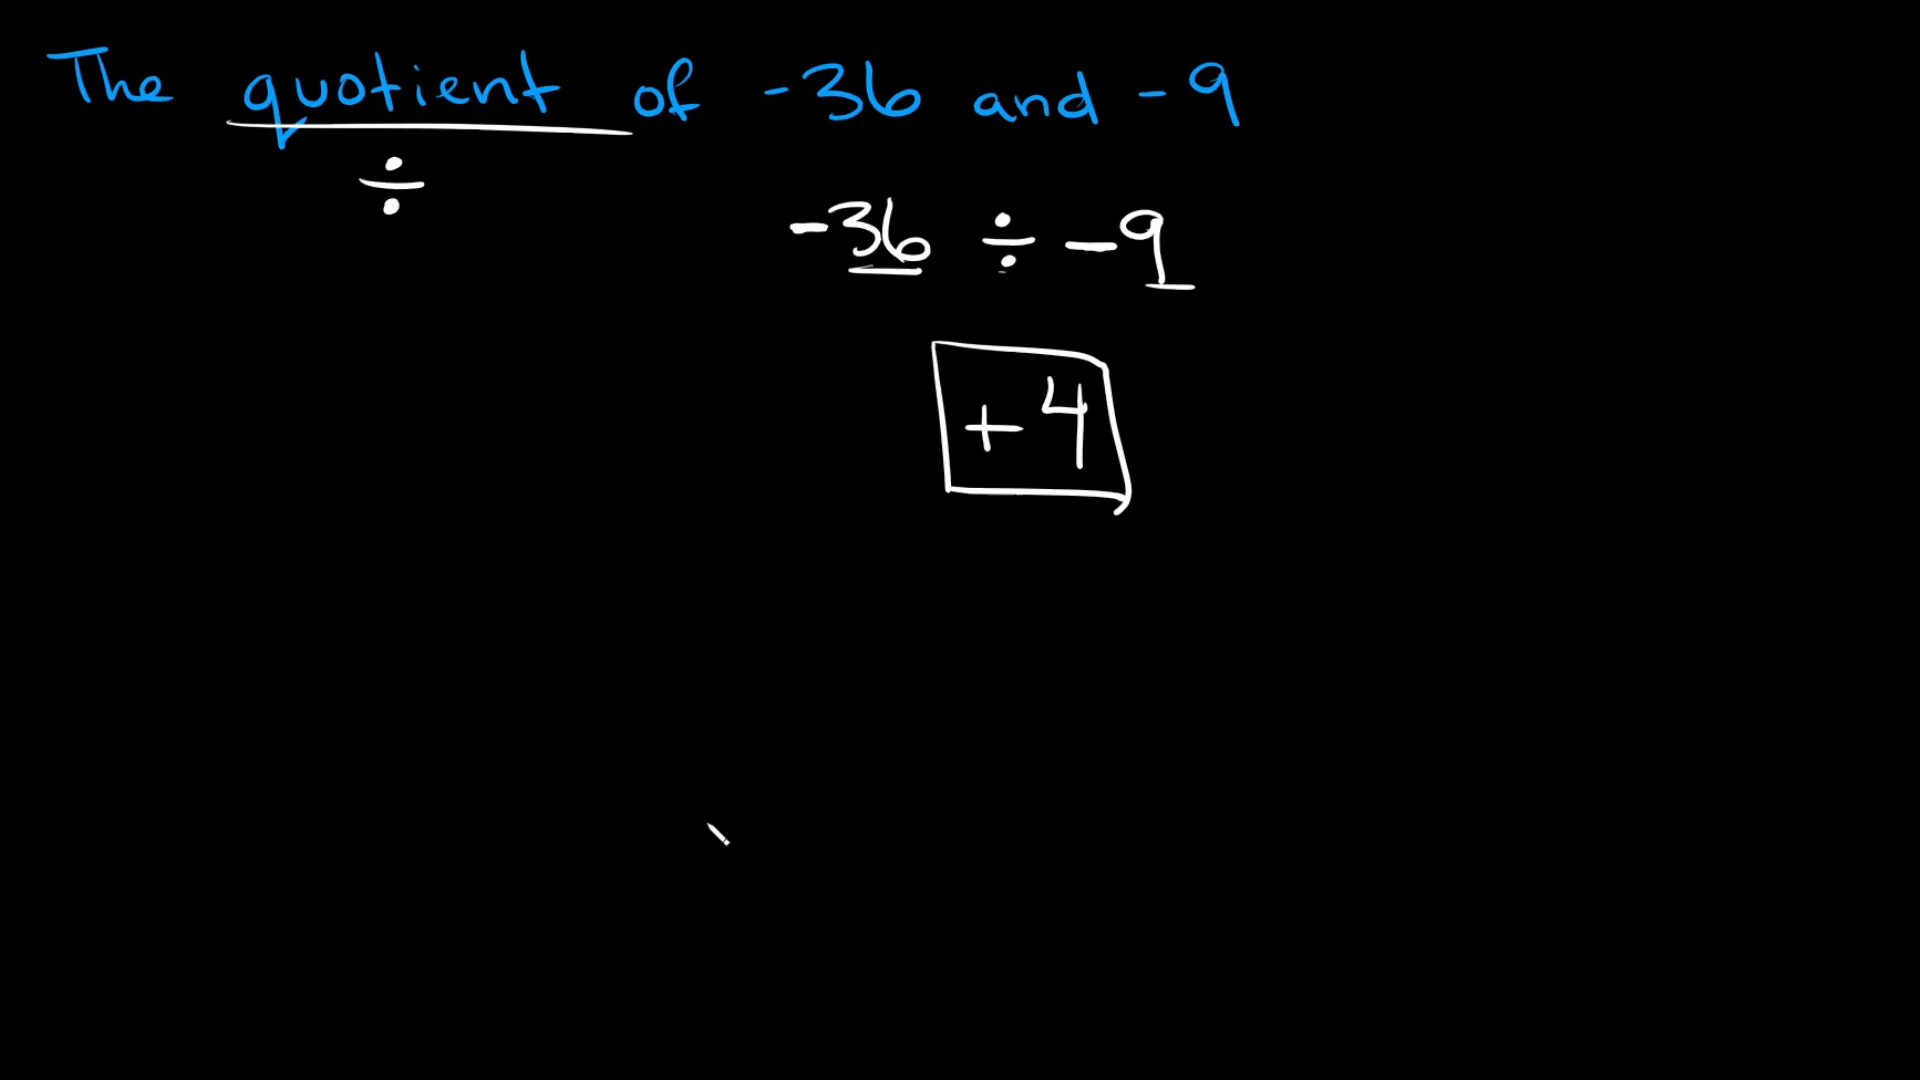 The quotient of -36 and -9
÷
-36 ÷ -9
+4